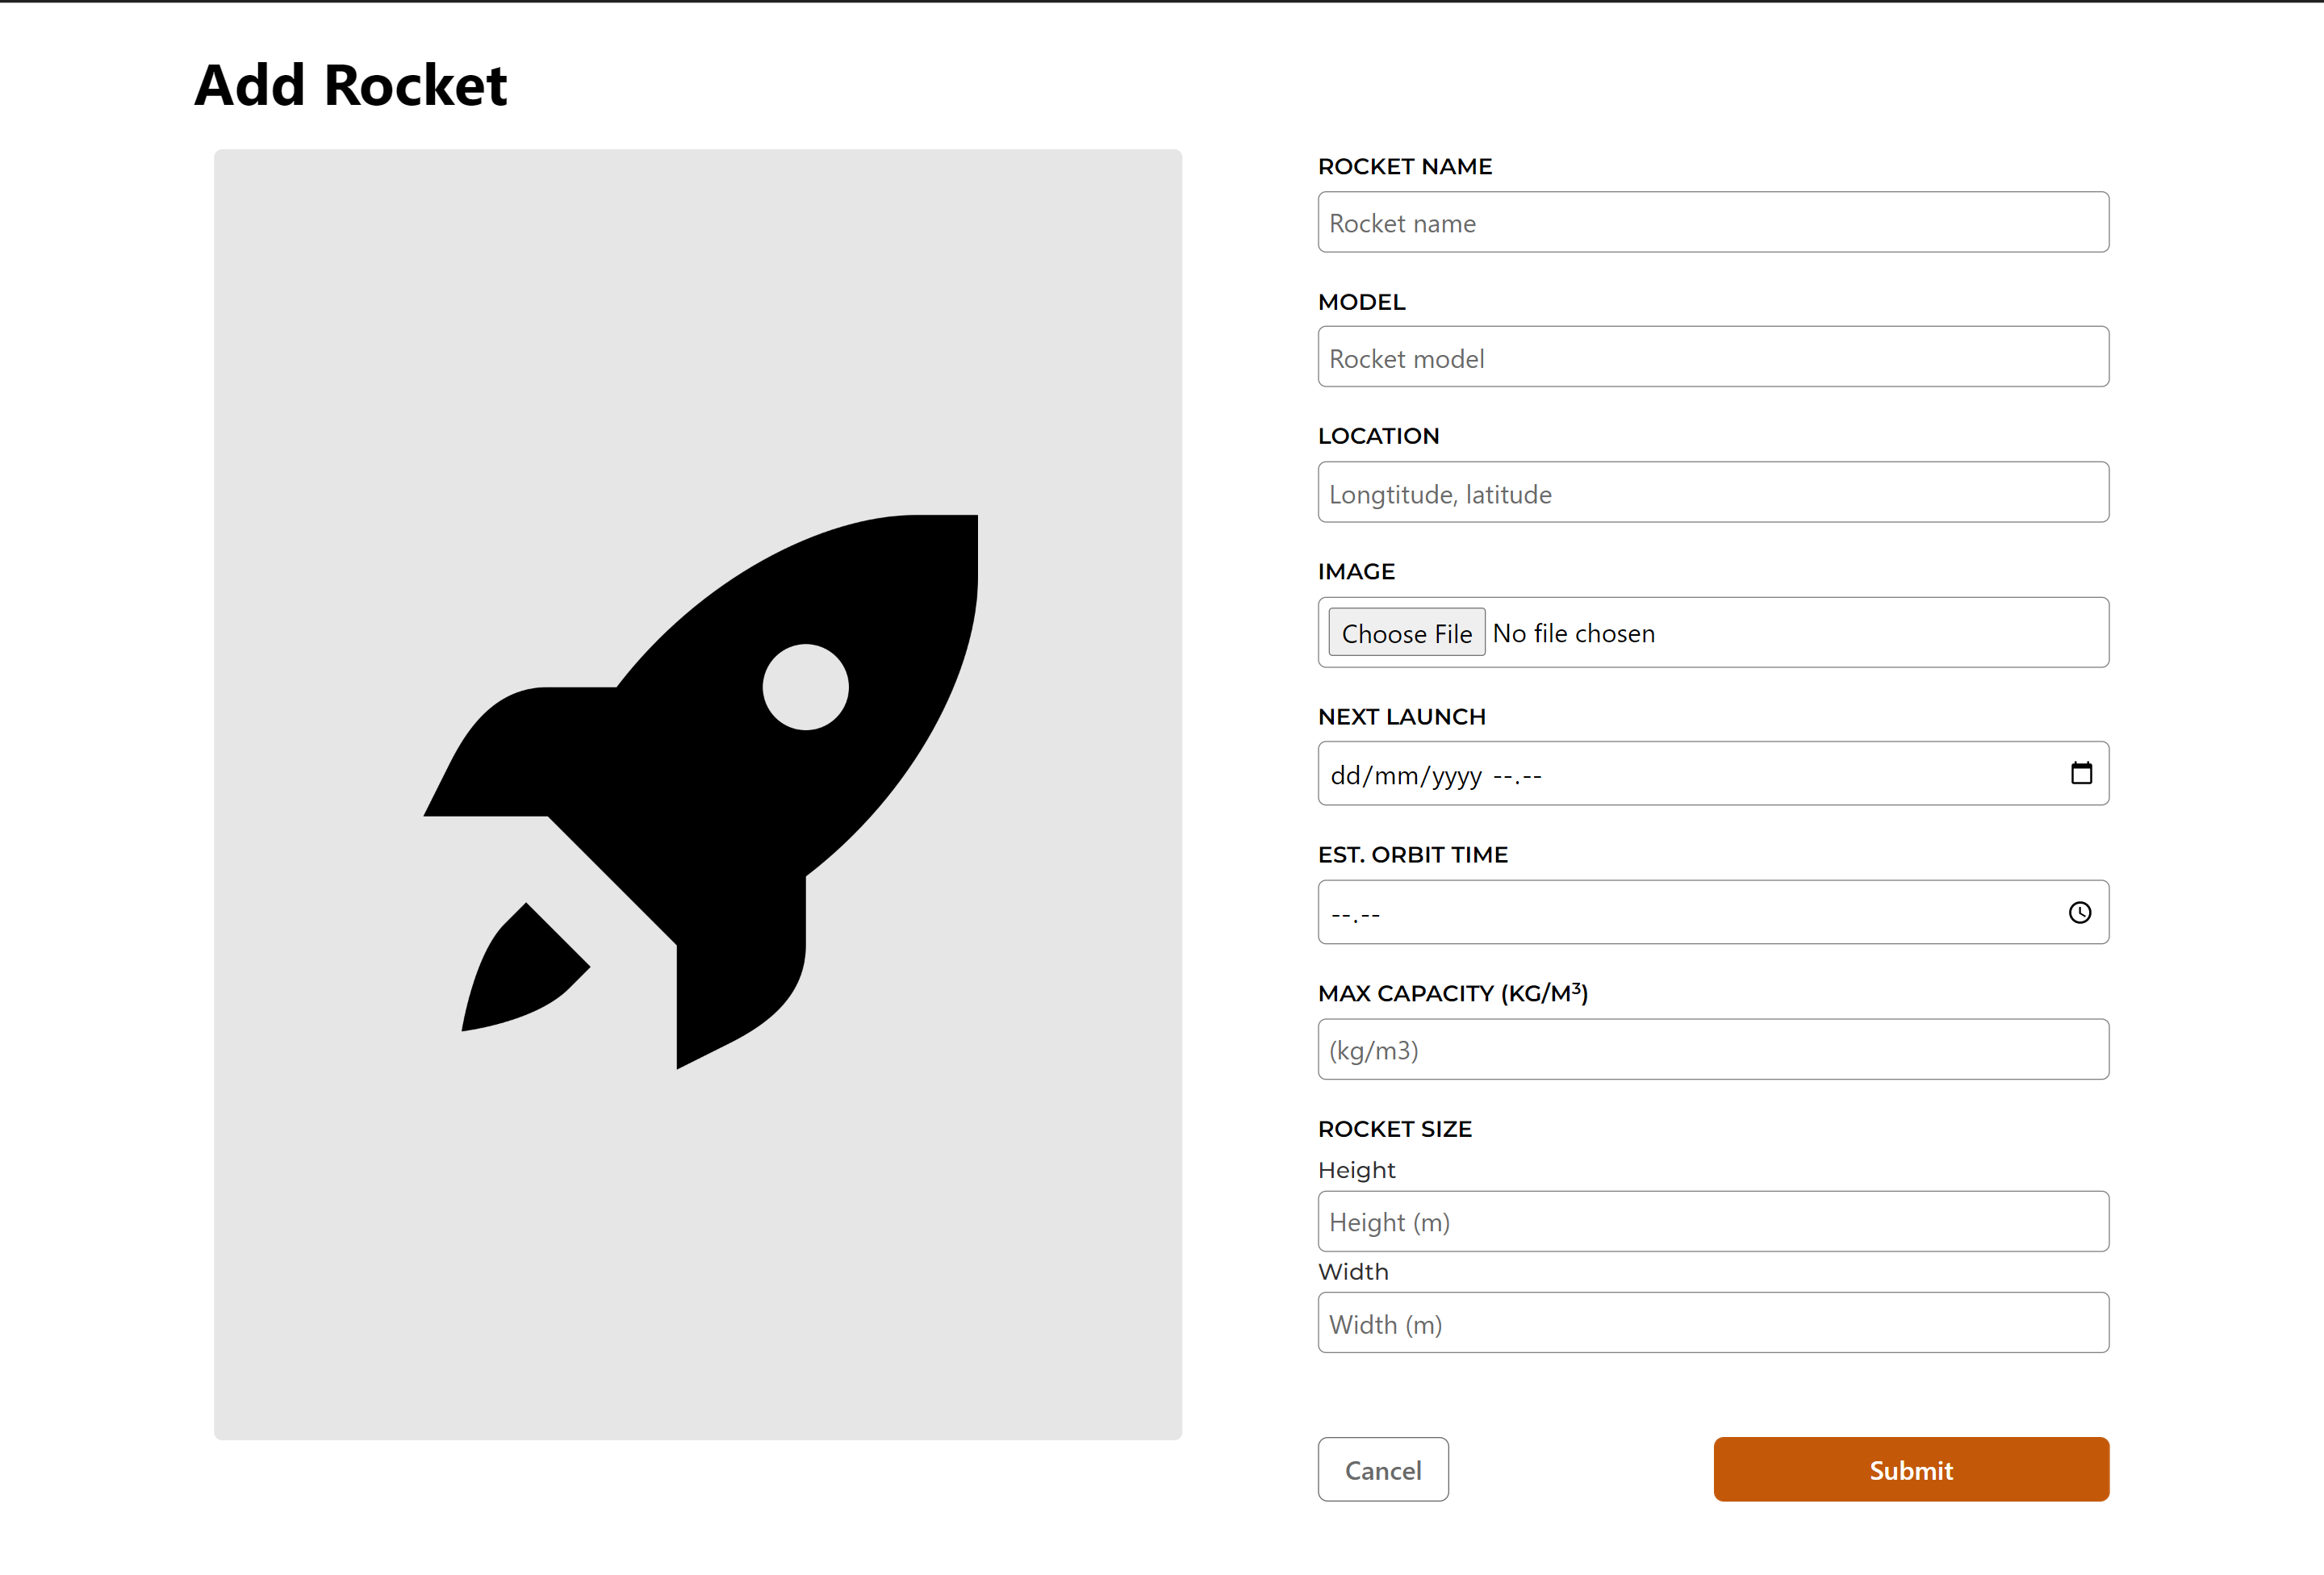 Add Rocket
ROCKET NAME
Rocket name
MODEL
Rocket model
LOCATION
Longtitude, latitude
IMAGE
Choose File No file chosen
NEXT LAUNCH
dd/mm/yyyy --.--
EST. ORBIT TIME
--.--
MAX CAPACITY (KG/M³)
(kg/m3)
ROCKET SIZE
Height
Height (m)
Width
Width (m)
Cancel Submit